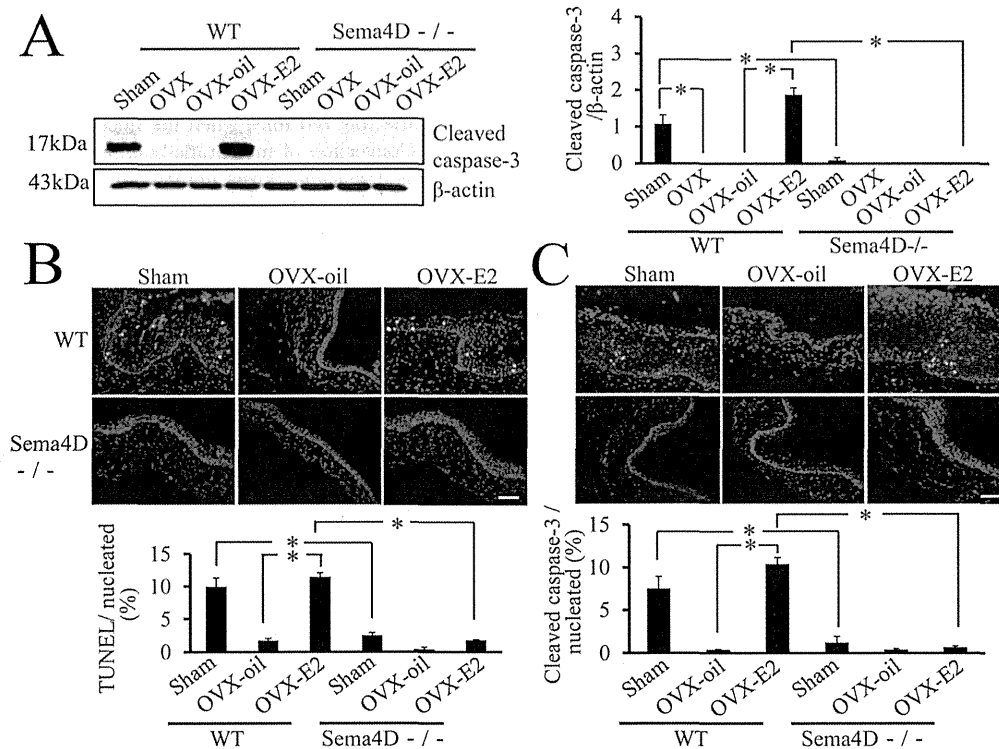 A
WT
Sema4D - / -
Sham
OVX
OVX-oil
OVX-E2
Sham
OVX
OVX-oil
OVX-E2
17kDa
Cleaved
caspase-3
43kDa
β-actin
Cleaved caspase-3
/β-actin
4
3
2
1
0
*
*
*
*
Sham
OVX
OVX-oil
OVX-E2
Sham
OVX
OVX-oil
OVX-E2
WT
Sema4D-/-
B
Sham
OVX-oil
OVX-E2
WT
Sema4D
- / -
TUNEL/ nucleated
(%)
15
10
5
0
*
*
*
Sham
OVX-oil
OVX-E2
Sham
OVX-oil
OVX-E2
WT
Sema4D - / -
C
Sham
OVX-oil
OVX-E2
Cleaved caspase-3 /
nucleated (%)
15
10
5
0
*
*
*
Sham
OVX-oil
OVX-E2
Sham
OVX-oil
OVX-E2
WT
Sema4D - / -